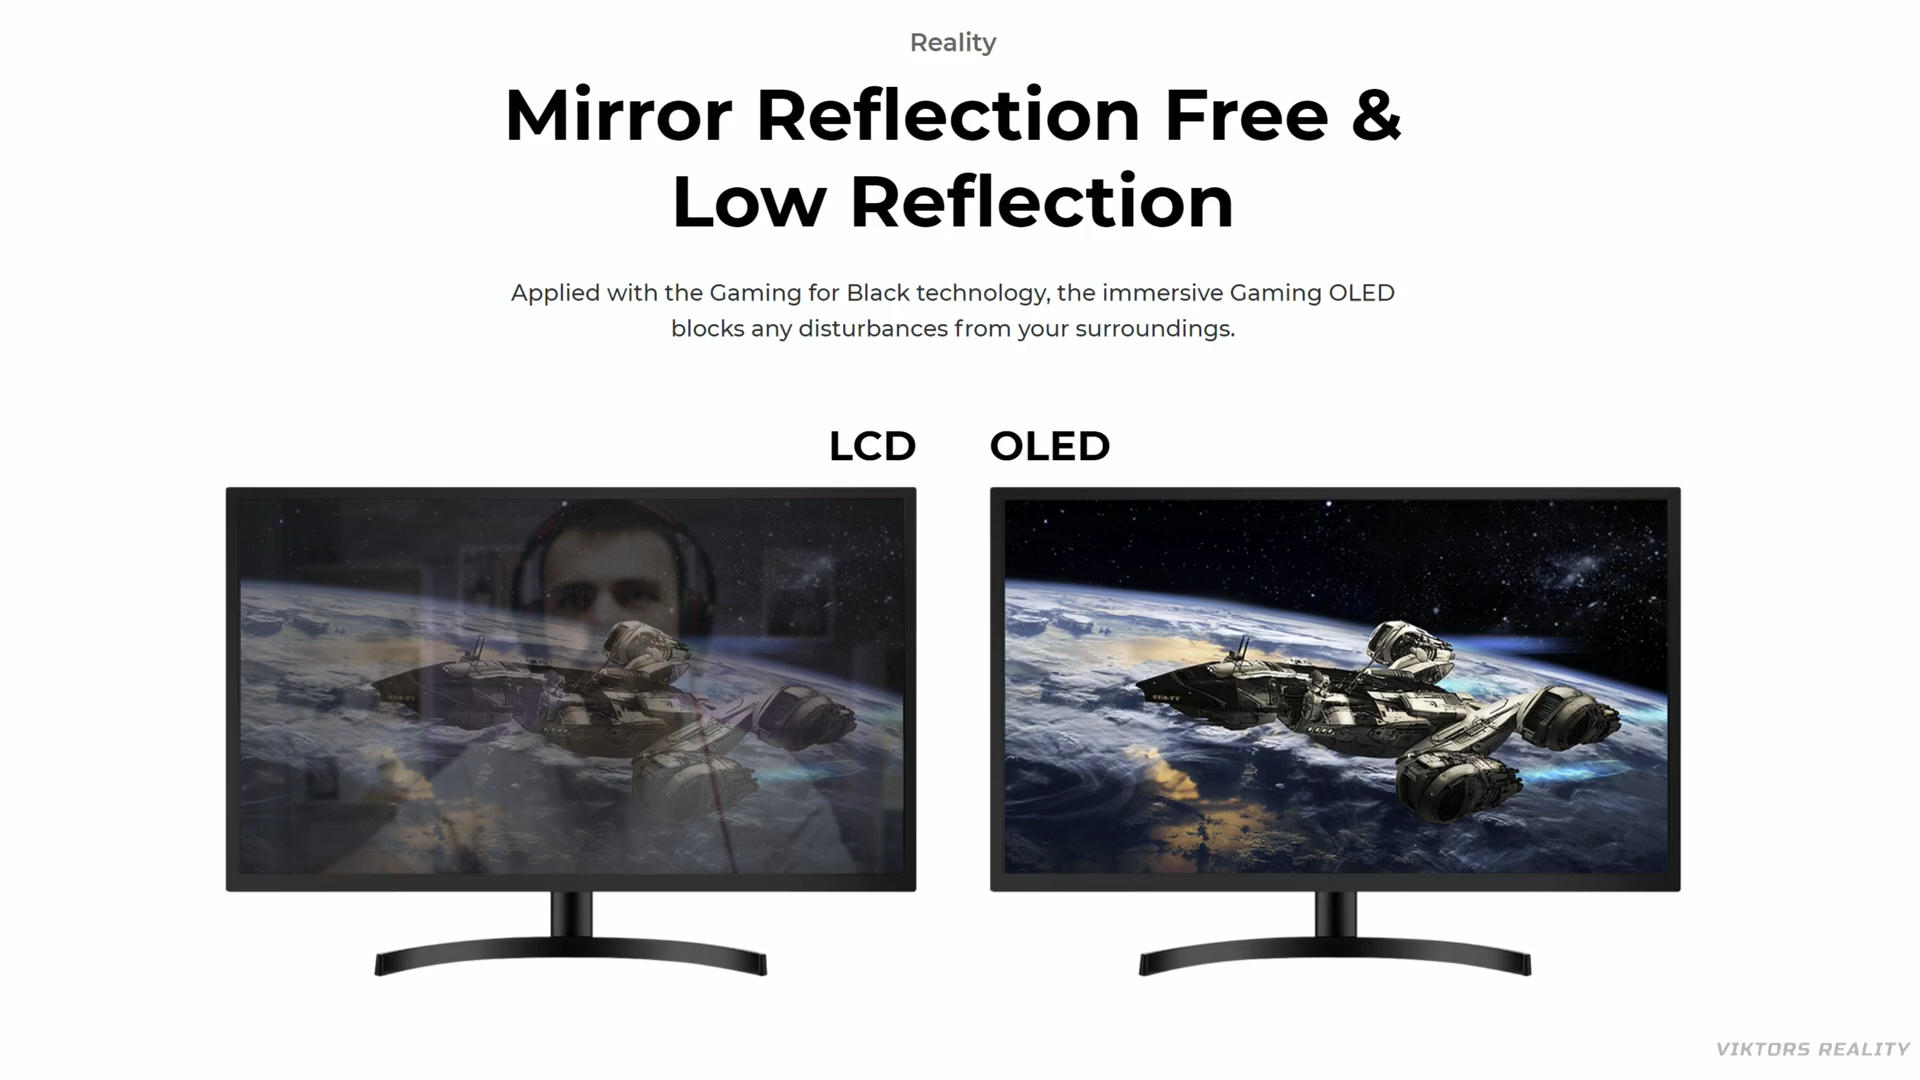 Reality
Mirror Reflection Free &
Low Reflection
Applied with the Gaming for Black technology, the immersive Gaming OLED
blocks any disturbances from your surroundings.
LCD
OLED
VIKTORS REALITY